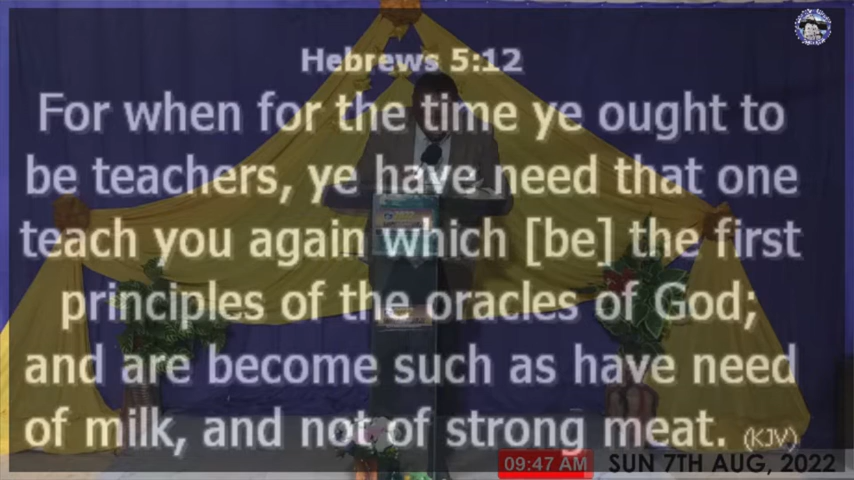 Hebrews 5:12
For when for the time ye ought to
be teachers, ye have need that one
teach you again which [be] the first
principles of the oracles of God;
and are become such as have need
of milk, and not of strong meat. (KJV)
09:47 AM SUN 7TH AUG, 2022